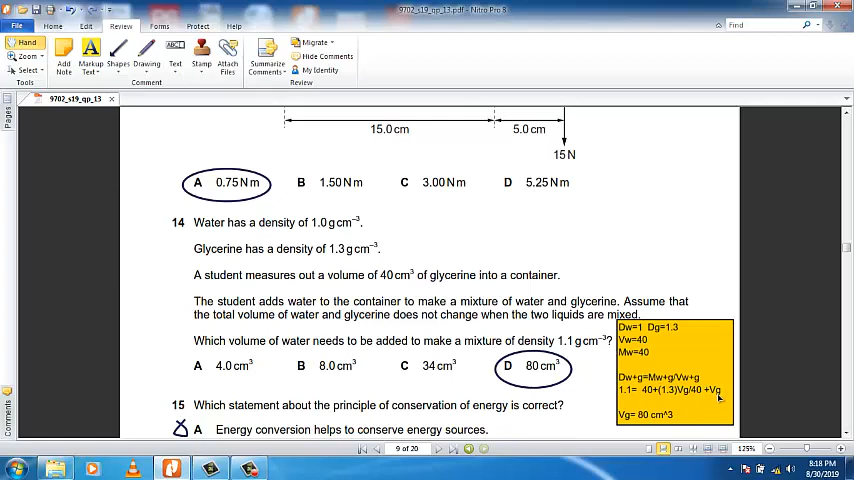 9702_s19_qp_13.pdf - Nitro Pro 8
File Home Edit Review Forms Protect Help
Find
Hand
Zoom
Select
Tools
Add Note
Markup Text
Shapes
Drawing
Text
Stamp
Attach Files
Comment
Summarize Comments
Migrate
Hide Comments
My Identity
Review
9702_s19_qp_13 ×
Pages
15.0 cm 5.0 cm
15 N
A 0.75 N m B 1.50 N m C 3.00 N m D 5.25 N m
14 Water has a density of 1.0 g cm⁻³.
Glycerine has a density of 1.3 g cm⁻³.
A student measures out a volume of 40 cm³ of glycerine into a container.
The student adds water to the container to make a mixture of water and glycerine. Assume that
the total volume of water and glycerine does not change when the two liquids are mixed.
Which volume of water needs to be added to make a mixture of density 1.1 g cm⁻³?
A 4.0 cm³ B 8.0 cm³ C 34 cm³ D 80 cm³
Dw=1 Dg=1.3
Vw=40
Mw=40
Dw+g=Mw+g/Vw+g
1.1= 40+(1.3)Vg/40 +Vg
Vg= 80 cm^3
15 Which statement about the principle of conservation of energy is correct?
A Energy conversion helps to conserve energy sources.
9 of 20
125%
8:18 PM
8/30/2019